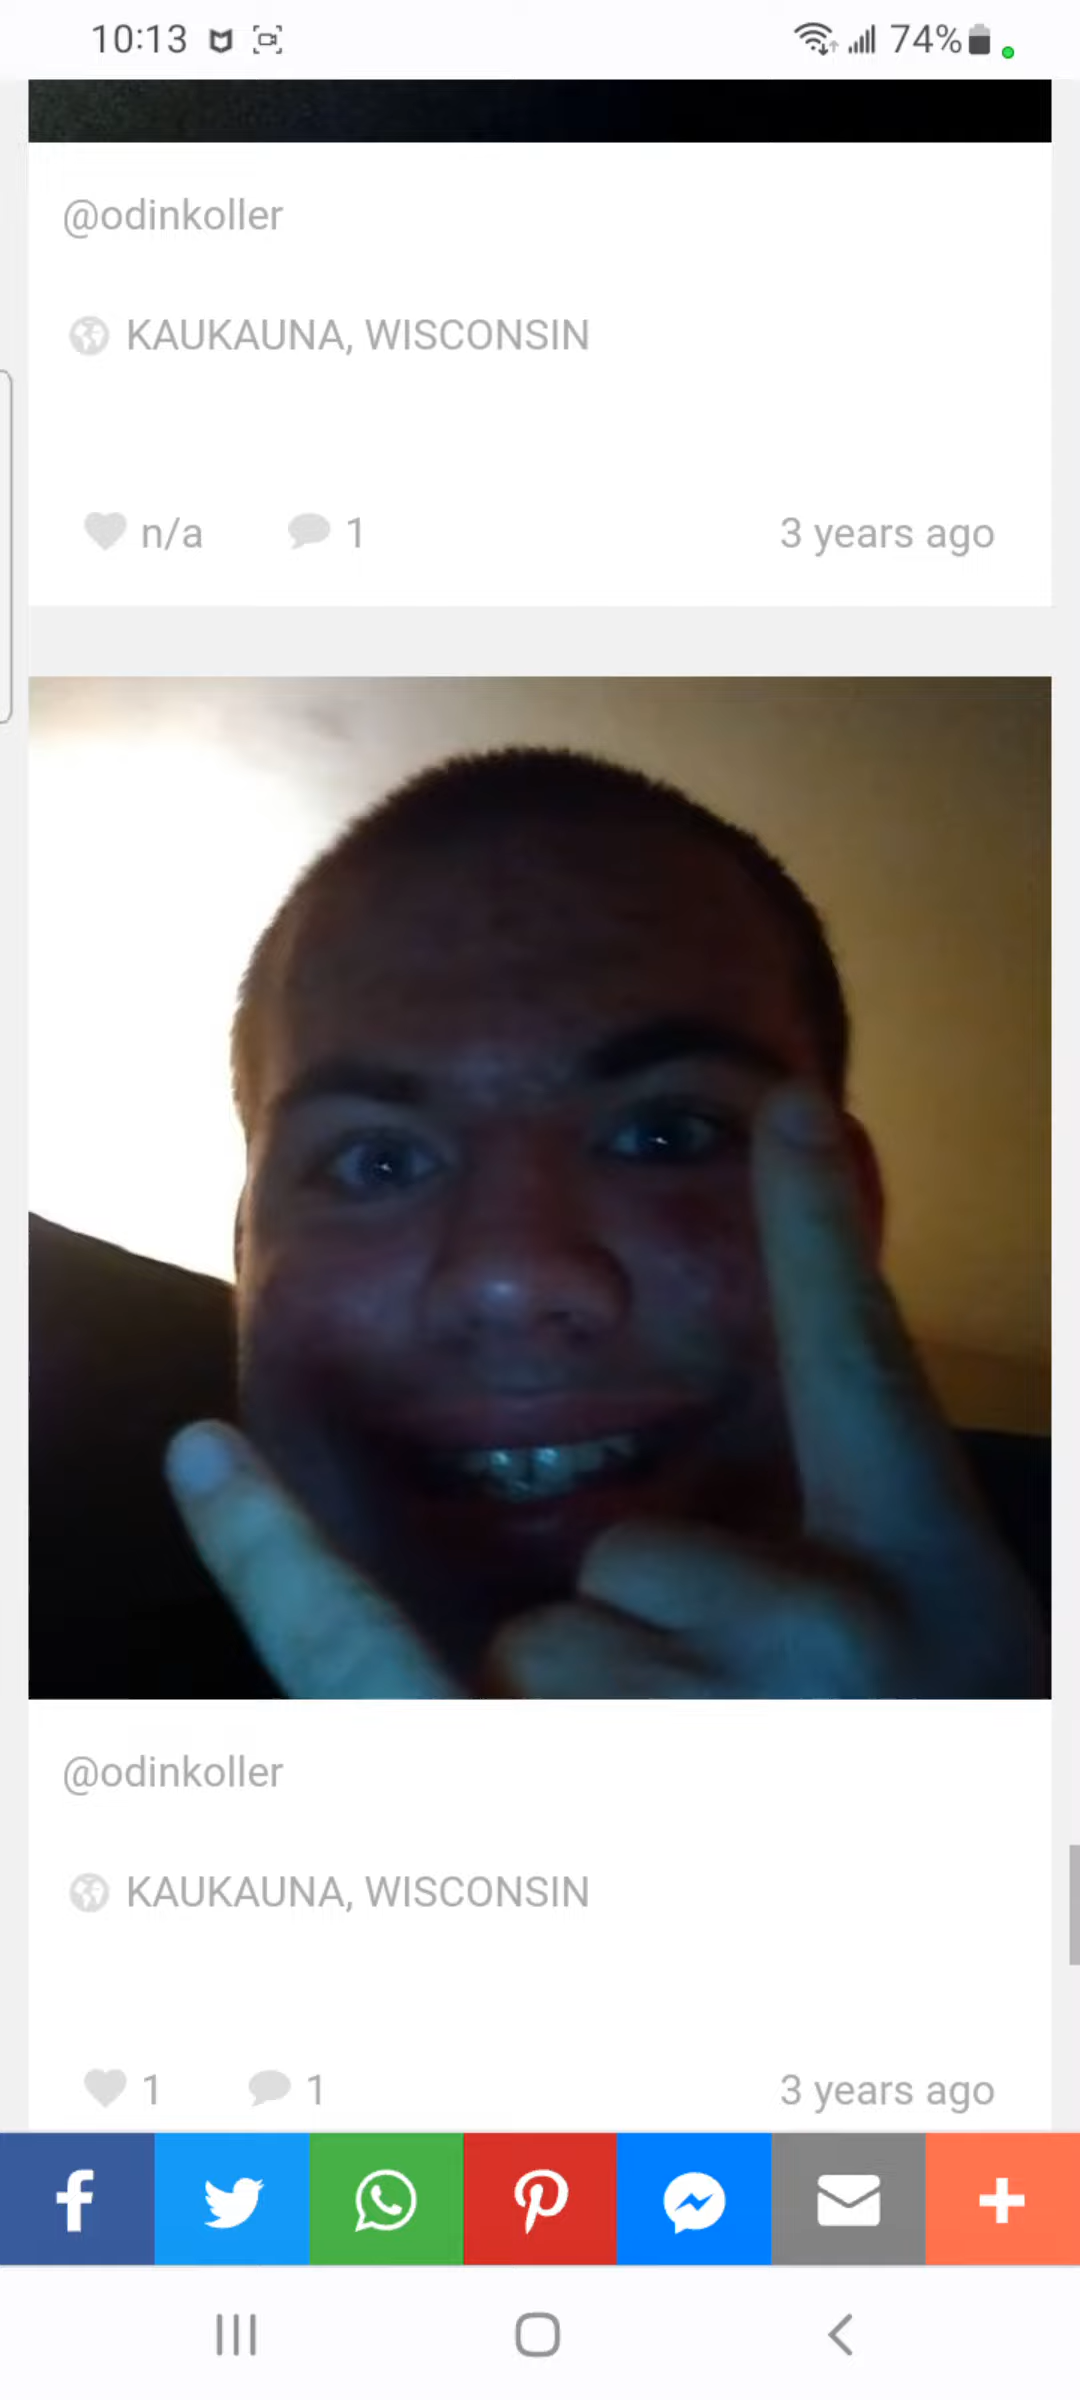 10:13
74%
@odinkoller
KAUKAUNA, WISCONSIN
n/a 1 3 years ago
@odinkoller
KAUKAUNA, WISCONSIN
1 1 3 years ago